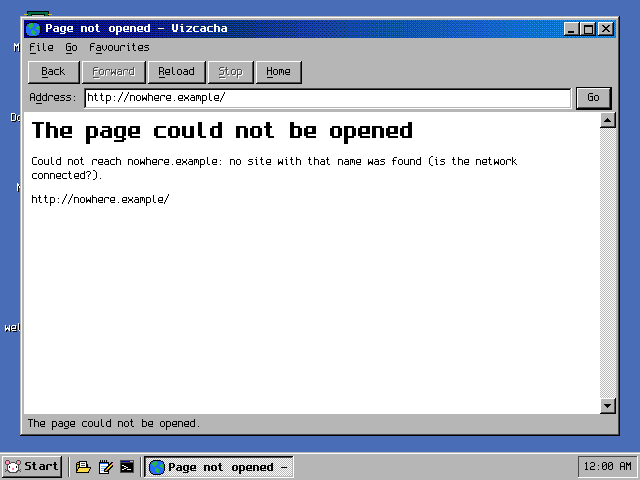 Page not opened - Vizcacha
File Go Favourites
Back Forward Reload Stop Home
Address: http://nowhere.example/ Go
The page could not be opened
Could not reach nowhere.example: no site with that name was found (is the network
connected?).
http://nowhere.example/
The page could not be opened.
Start Page not opened - 12:00 AM